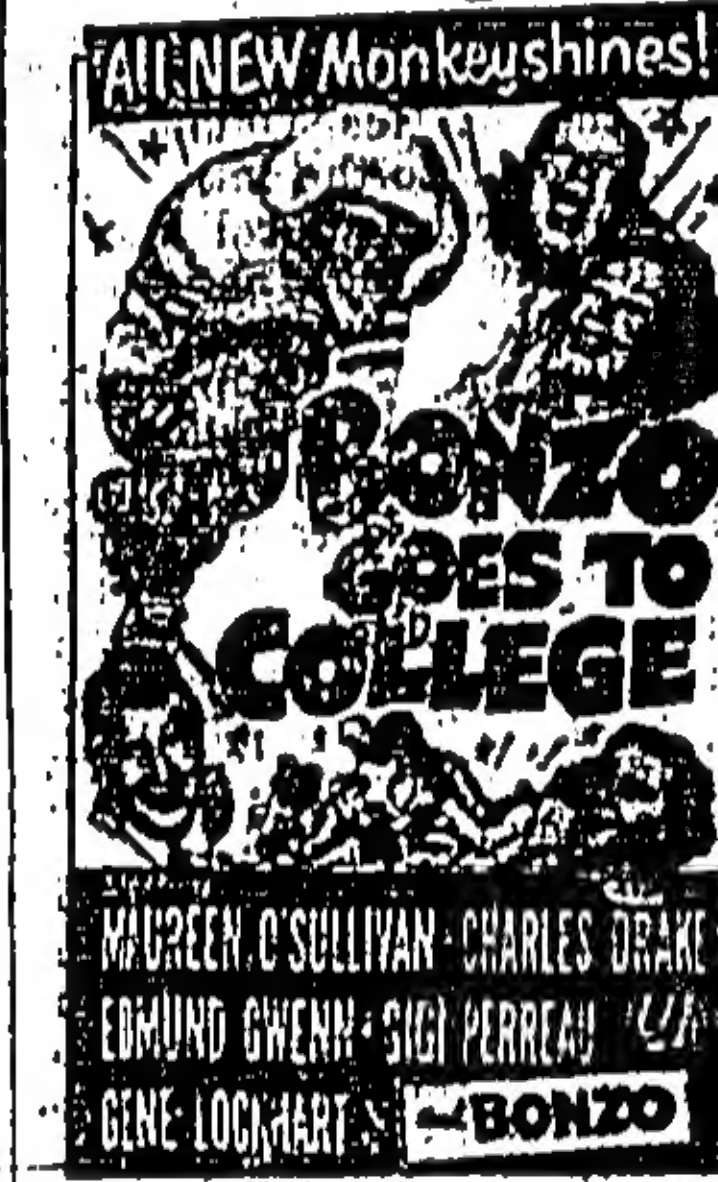 All NEW Monkeyshines!
BONZO
GOES TO
COLLEGE
MAUREEN O'SULLIVAN · CHARLES DRAKE
EDMUND GWENN · GIGI PERREAU
GENE LOCKHART
BONZO